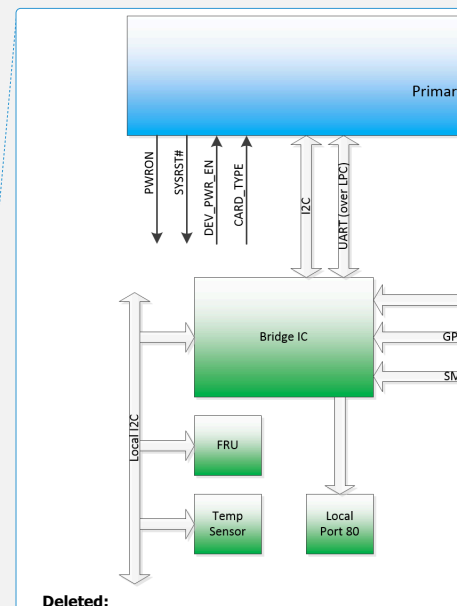 Primar
PWRON
SYSRST#
DEV_PWR_EN
CARD_TYPE
I2C
UART (over LPC)
Bridge IC
GP
SM
Local I2C
FRU
Temp
Sensor
Local
Port 80
Deleted: